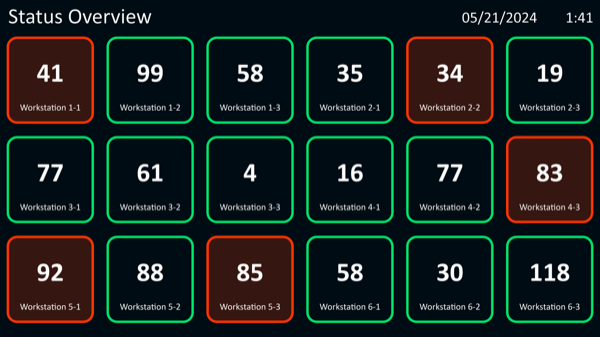 Status Overview 05/21/2024 1:41
41 99 58 35 34 19
Workstation 1-1 Workstation 1-2 Workstation 1-3 Workstation 2-1 Workstation 2-2 Workstation 2-3
77 61 4 16 77 83
Workstation 3-1 Workstation 3-2 Workstation 3-3 Workstation 4-1 Workstation 4-2 Workstation 4-3
92 88 85 58 30 118
Workstation 5-1 Workstation 5-2 Workstation 5-3 Workstation 6-1 Workstation 6-2 Workstation 6-3